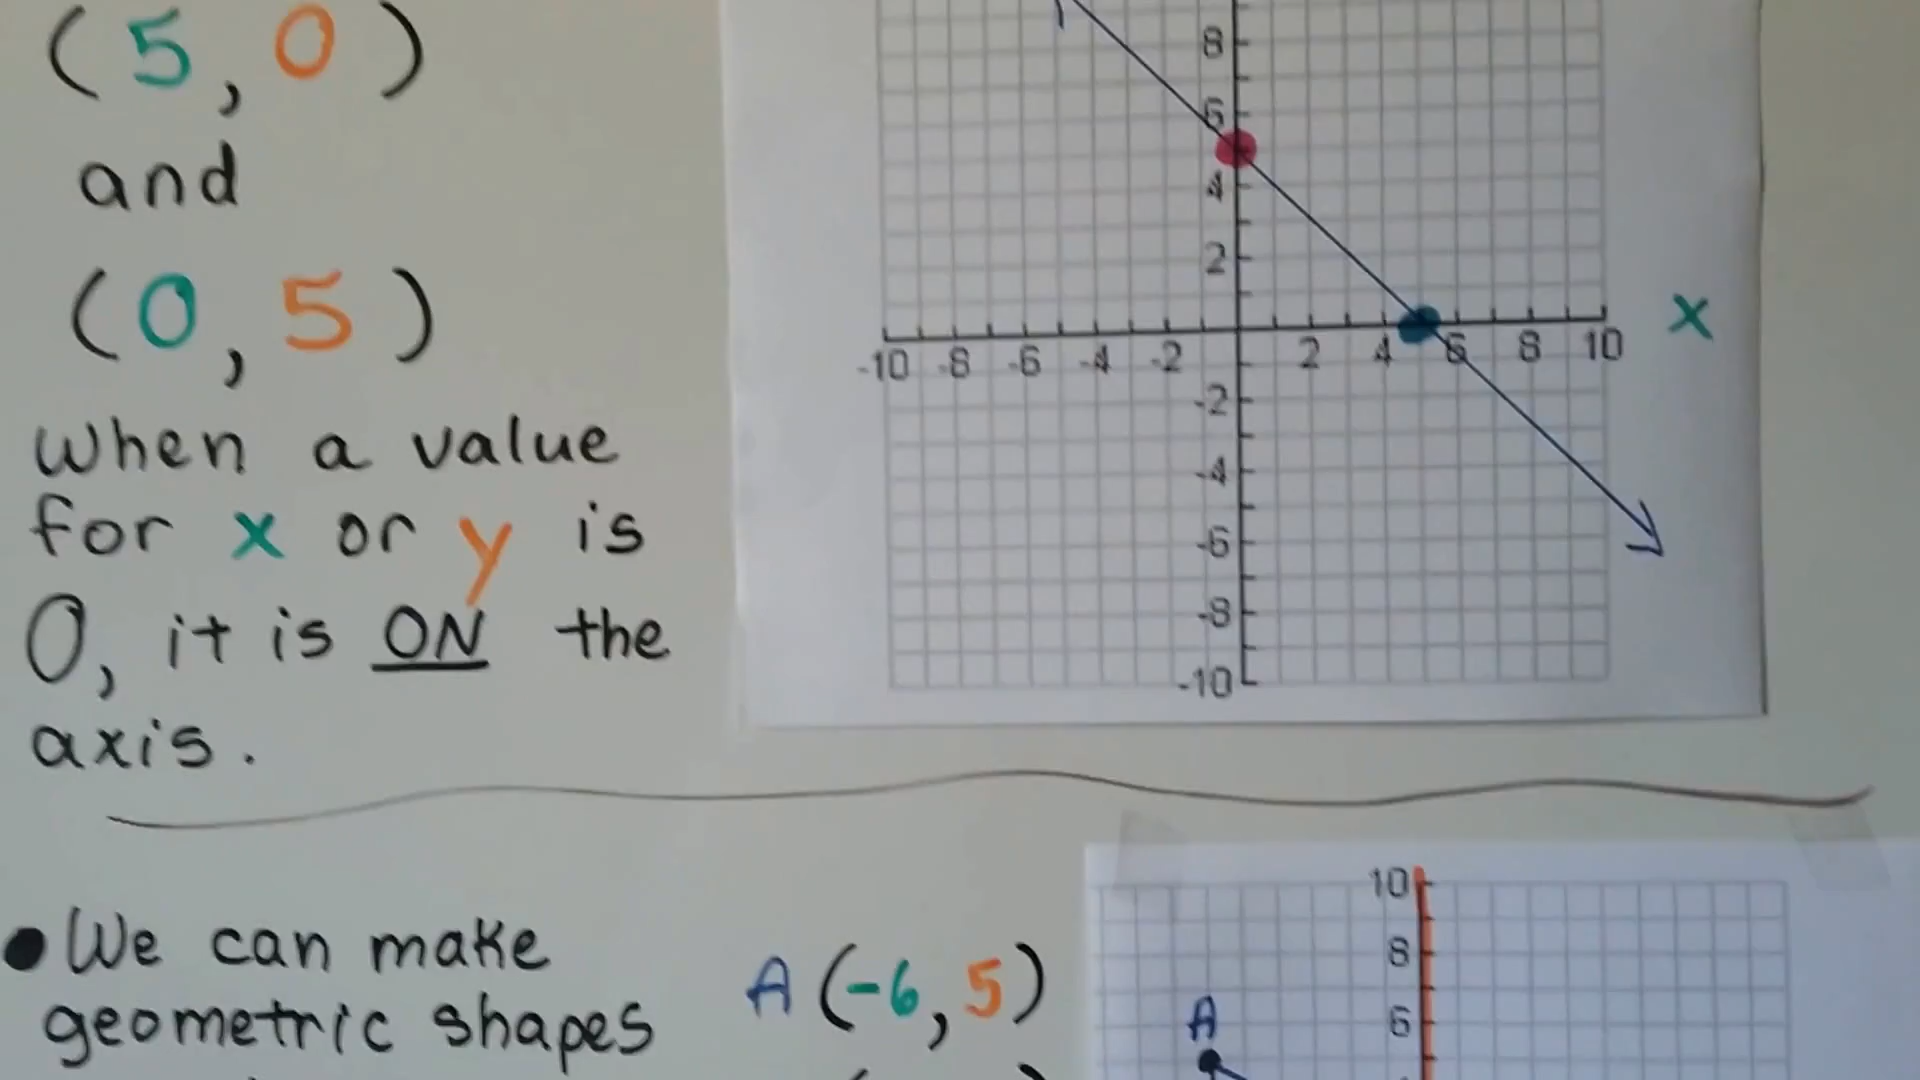 (5,0)
and
(0,5)
When a value
for x or y is
0, it is ON the
axis.
8
6
4
2
-10 -8 -6 -4 -2 2 4 6 8 10
x
-2
-4
-6
-8
-10
• We can make
geometric shapes
A (-6,5)
10
8
A
6